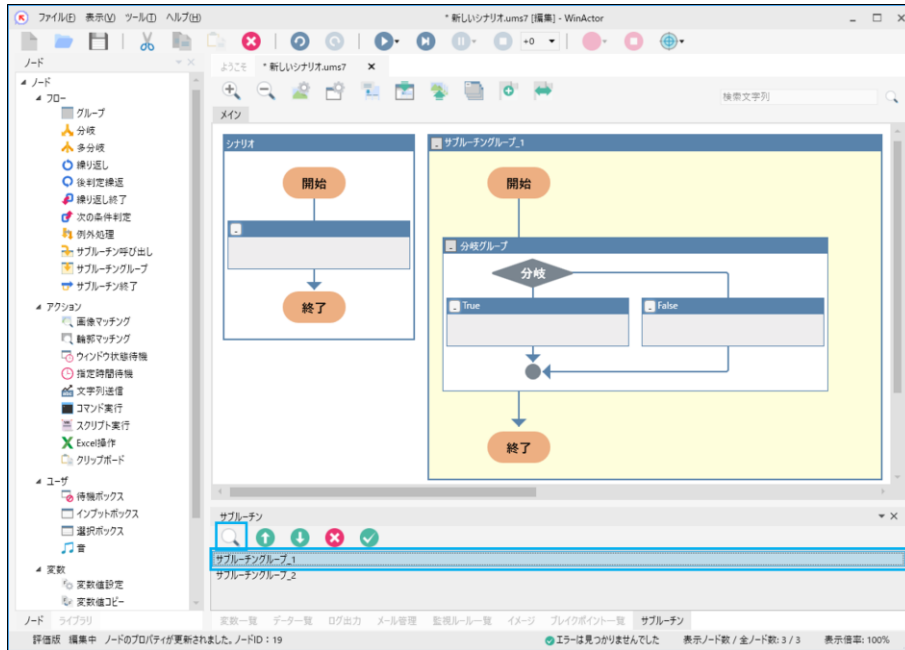 ファイル(F) 表示(V) ツール(T) ヘルプ(H)
* 新しいシナリオ.ums7 [編集] - WinActor
+0
ノード
ノード
フロー
グループ
分岐
多分岐
繰り返し
後判定繰返
繰り返し終了
次の条件判定
例外処理
サブルーチン呼び出し
サブルーチングループ
サブルーチン終了
アクション
画像マッチング
輪郭マッチング
ウィンドウ状態待機
指定時間待機
文字列送信
コマンド実行
スクリプト実行
Excel操作
クリップボード
ユーザ
待機ボックス
インプットボックス
選択ボックス
音
変数
変数値設定
変数値コピー
ノード ライブラリ
ようこそ * 新しいシナリオ.ums7
検索文字列
メイン
シナリオ
開始
終了
サブルーチングループ_1
開始
分岐グループ
分岐
True
False
終了
サブルーチン
サブルーチングループ_1
サブルーチングループ_2
変数一覧 データ一覧 ログ出力 メール管理 監視ルール一覧 イメージ ブレイクポイント一覧 サブルーチン
評価版 編集中 ノードのプロパティが更新されました。ノードID：19
エラーは見つかりませんでした 表示ノード数 / 全ノード数: 3 / 3 表示倍率: 100%